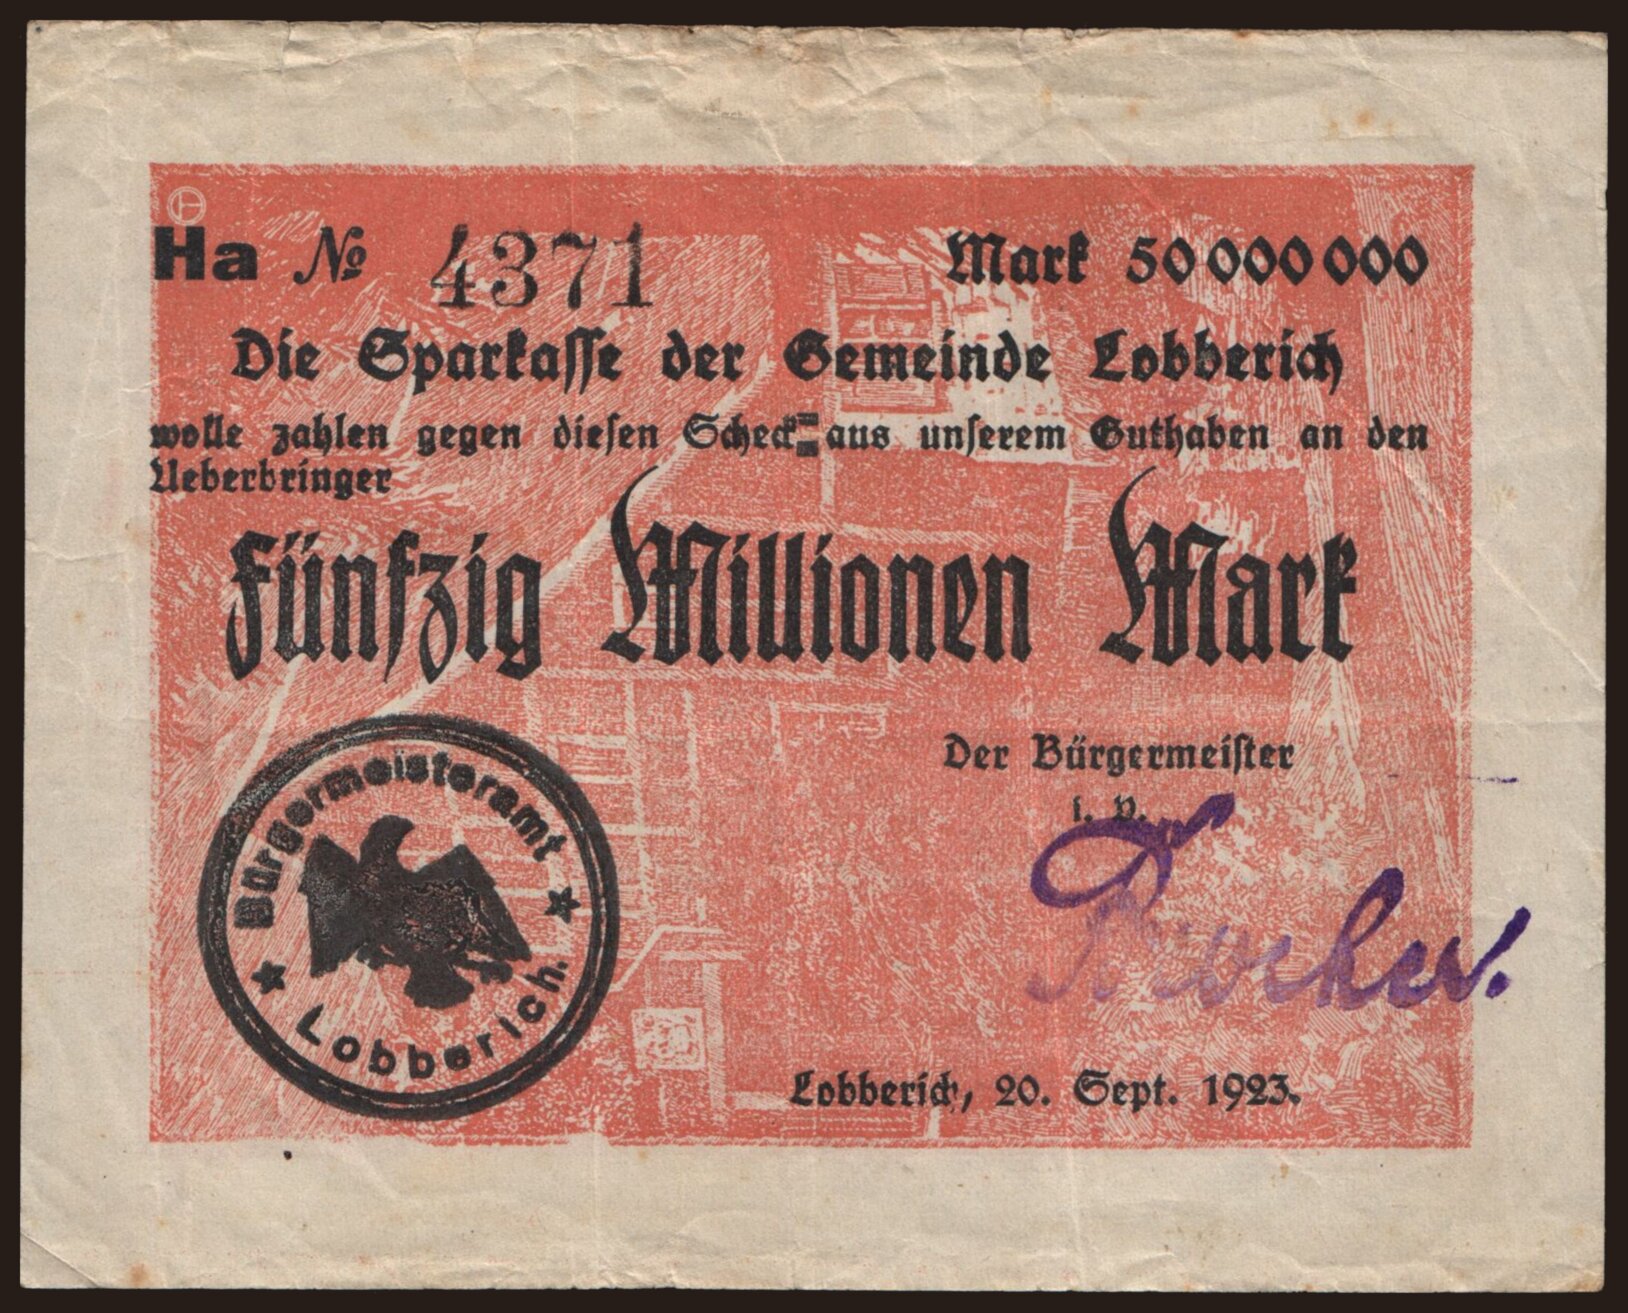 Ha № 4371 Mark 50 000 000
Die Sparkasse der Gemeinde Lobberich
wolle zahlen gegen diesen Scheck aus unserem Guthaben an den
Ueberbringer
Fünfzig Millionen Mark
Der Bürgermeister
i. V.
Lobberich, 20. Sept. 1923.
Bürgermeisteramt
Lobberich.